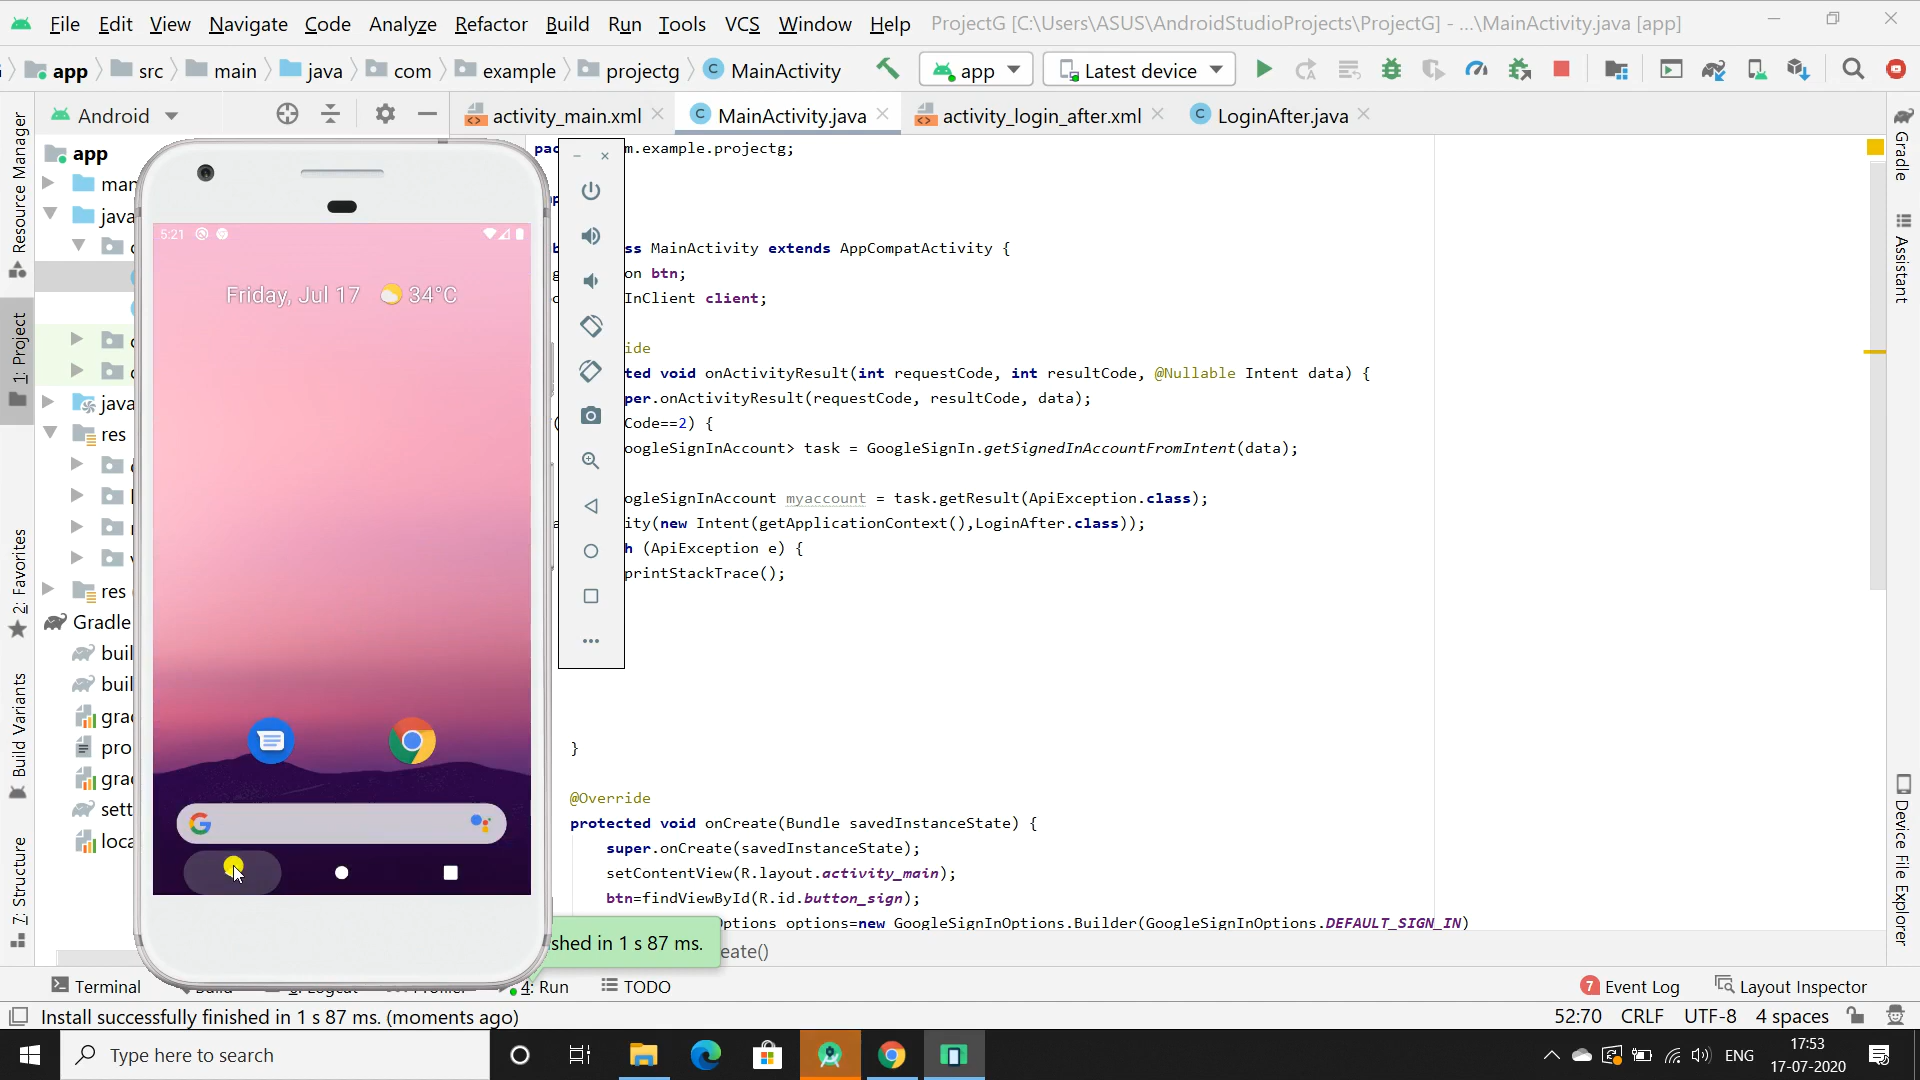 File Edit View Navigate Code Analyze Refactor Build Run Tools VCS Window Help ProjectG [C:\Users\ASUS\AndroidStudioProjects\ProjectG] - ...\MainActivity.java [app]
app src main java com example projectg MainActivity app Latest device
Android activity_main.xml MainActivity.java activity_login_after.xml LoginAfter.java
Resource Manager
1: Project
2: Favorites
Build Variants
7: Structure
app
java
java
res
res
Gradle
5:21
Friday, Jul 17 34°C
m.example.projectg;
ss MainActivity extends AppCompatActivity {
on btn;
InClient client;
ide
ted void onActivityResult(int requestCode, int resultCode, @Nullable Intent data) {
per.onActivityResult(requestCode, resultCode, data);
Code==2) {
oogleSignInAccount> task = GoogleSignIn.getSignedInAccountFromIntent(data);
ogleSignInAccount myaccount = task.getResult(ApiException.class);
ity(new Intent(getApplicationContext(),LoginAfter.class));
h (ApiException e) {
printStackTrace();
}
@Override
protected void onCreate(Bundle savedInstanceState) {
super.onCreate(savedInstanceState);
setContentView(R.layout.activity_main);
btn=findViewById(R.id.button_sign);
ptions options=new GoogleSignInOptions.Builder(GoogleSignInOptions.DEFAULT_SIGN_IN)
shed in 1 s 87 ms.
eate()
Gradle
Assistant
Device File Explorer
Terminal 4: Run TODO 7 Event Log Layout Inspector
Install successfully finished in 1 s 87 ms. (moments ago) 52:70 CRLF UTF-8 4 spaces
Type here to search ENG 17:53
17-07-2020